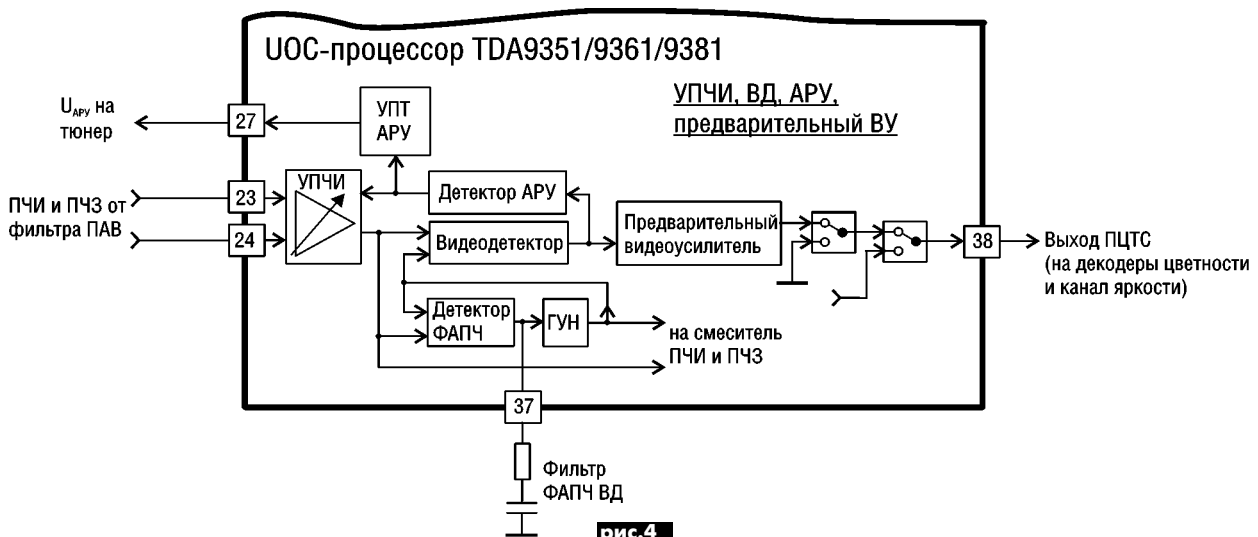 UOC-процессор TDA9351/9361/9381
УПЧИ, ВД, АРУ,
предварительный ВУ
UАРУ на
тюнер
27
УПТ
АРУ
ПЧИ и ПЧЗ от
фильтра ПАВ
23
24
УПЧИ
Детектор АРУ
Видеодетектор
Предварительный
видеоусилитель
38
Выход ПЦТС
(на декодеры цветности
и канал яркости)
Детектор
ФАПЧ
ГУН
на смеситель
ПЧИ и ПЧЗ
37
Фильтр
ФАПЧ ВД
рис.4